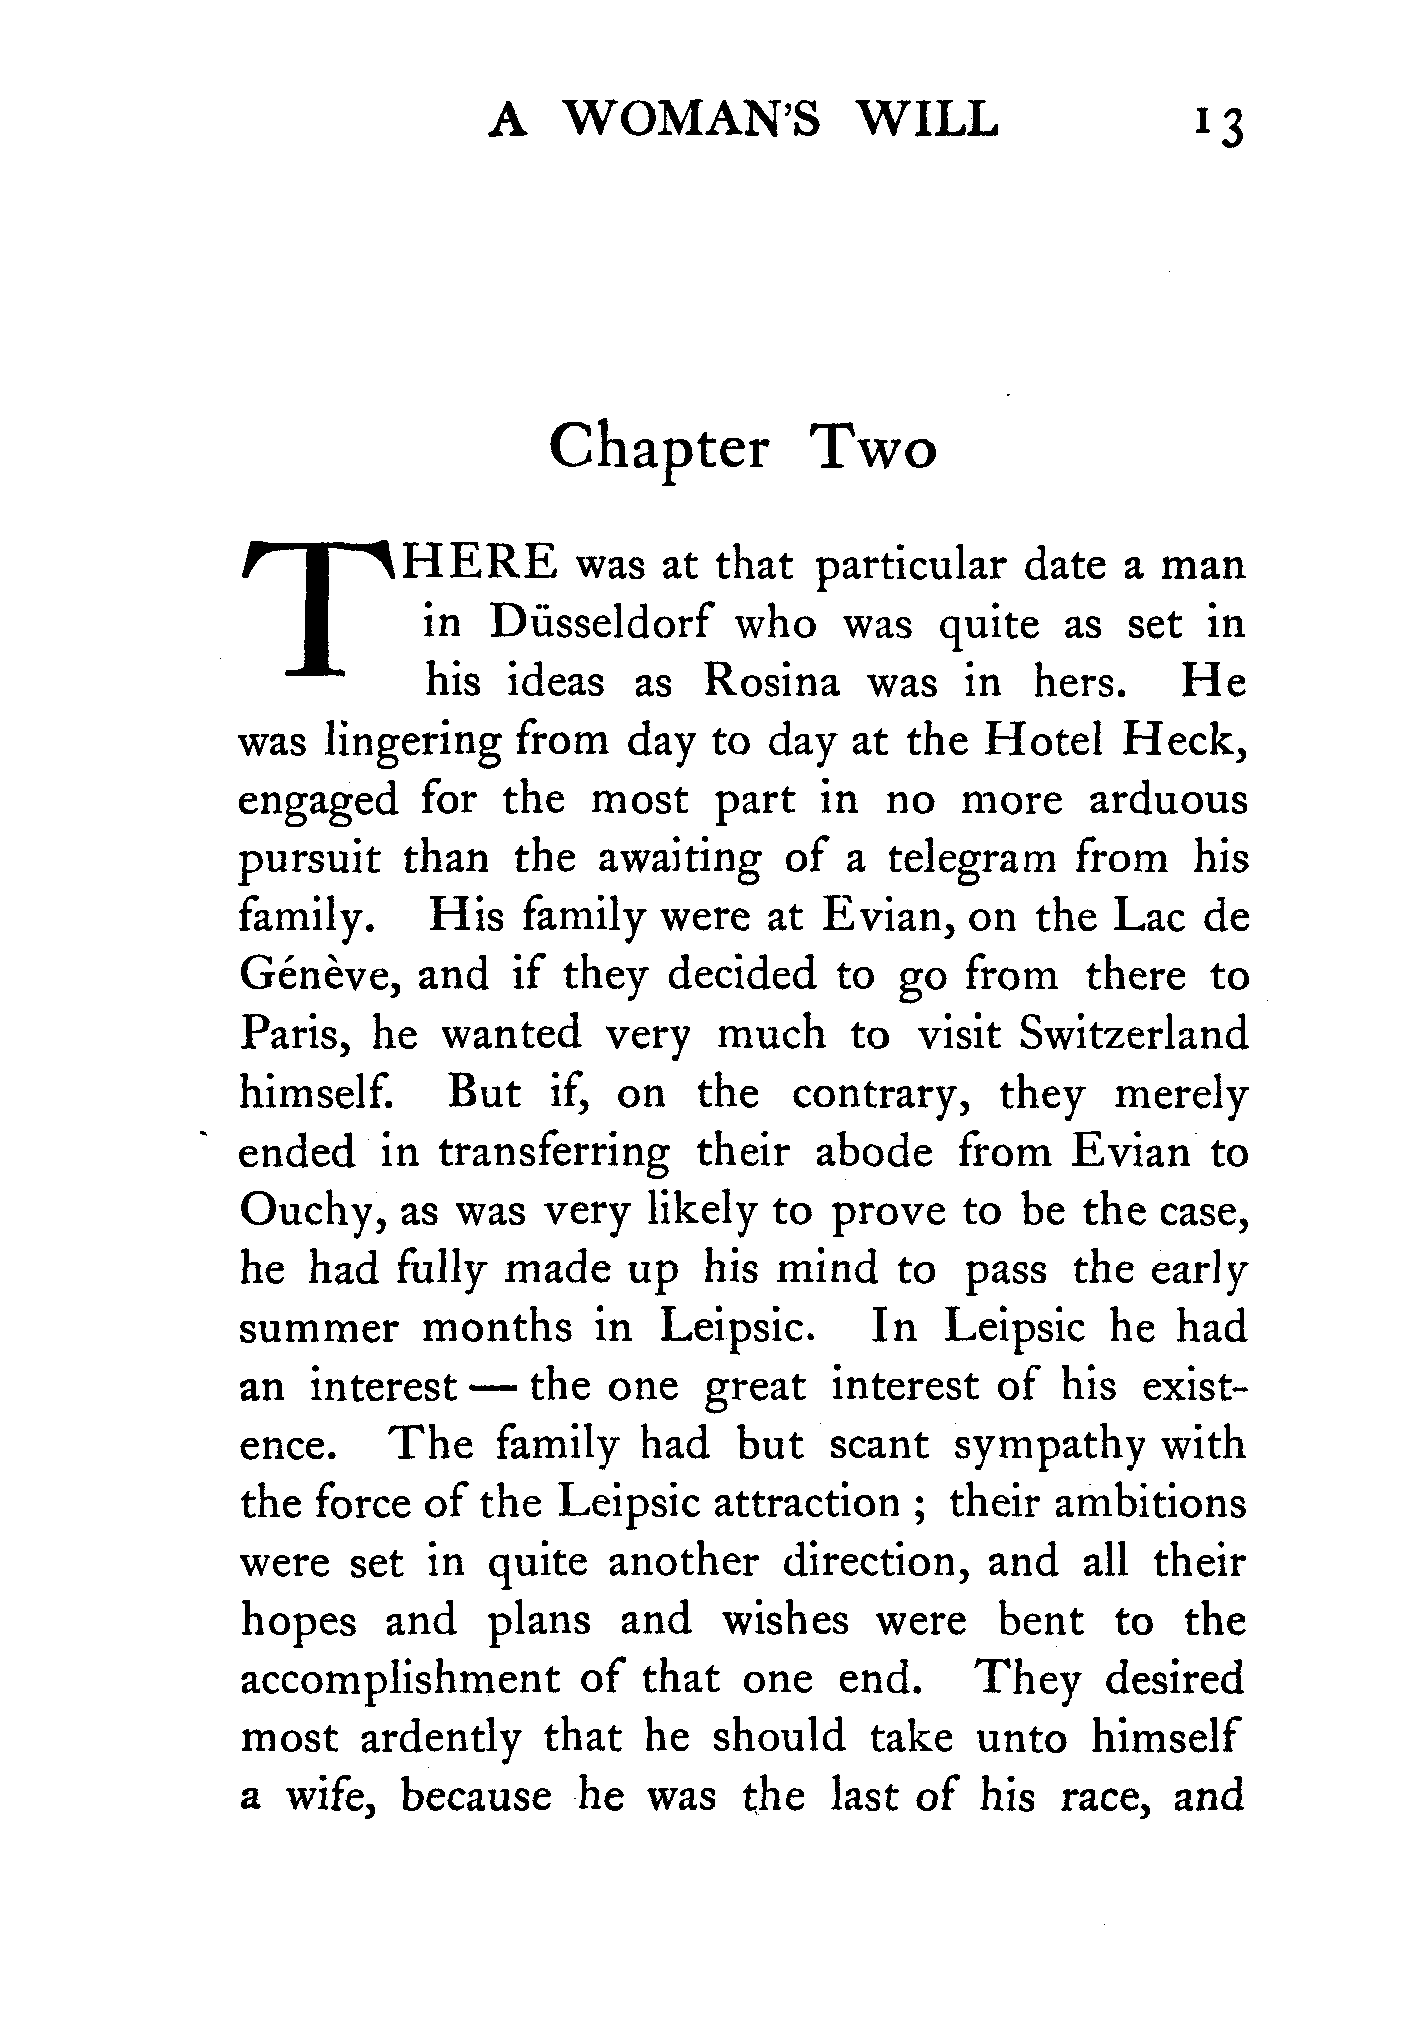 A WOMAN'S WILL 13
Chapter Two
THERE was at that particular date a man
in Düsseldorf who was quite as set in
his ideas as Rosina was in hers. He
was lingering from day to day at the Hotel Heck,
engaged for the most part in no more arduous
pursuit than the awaiting of a telegram from his
family. His family were at Evian, on the Lac de
Génève, and if they decided to go from there to
Paris, he wanted very much to visit Switzerland
himself. But if, on the contrary, they merely
ended in transferring their abode from Evian to
Ouchy, as was very likely to prove to be the case,
he had fully made up his mind to pass the early
summer months in Leipsic. In Leipsic he had
an interest — the one great interest of his exist-
ence. The family had but scant sympathy with
the force of the Leipsic attraction ; their ambitions
were set in quite another direction, and all their
hopes and plans and wishes were bent to the
accomplishment of that one end. They desired
most ardently that he should take unto himself
a wife, because he was the last of his race, and